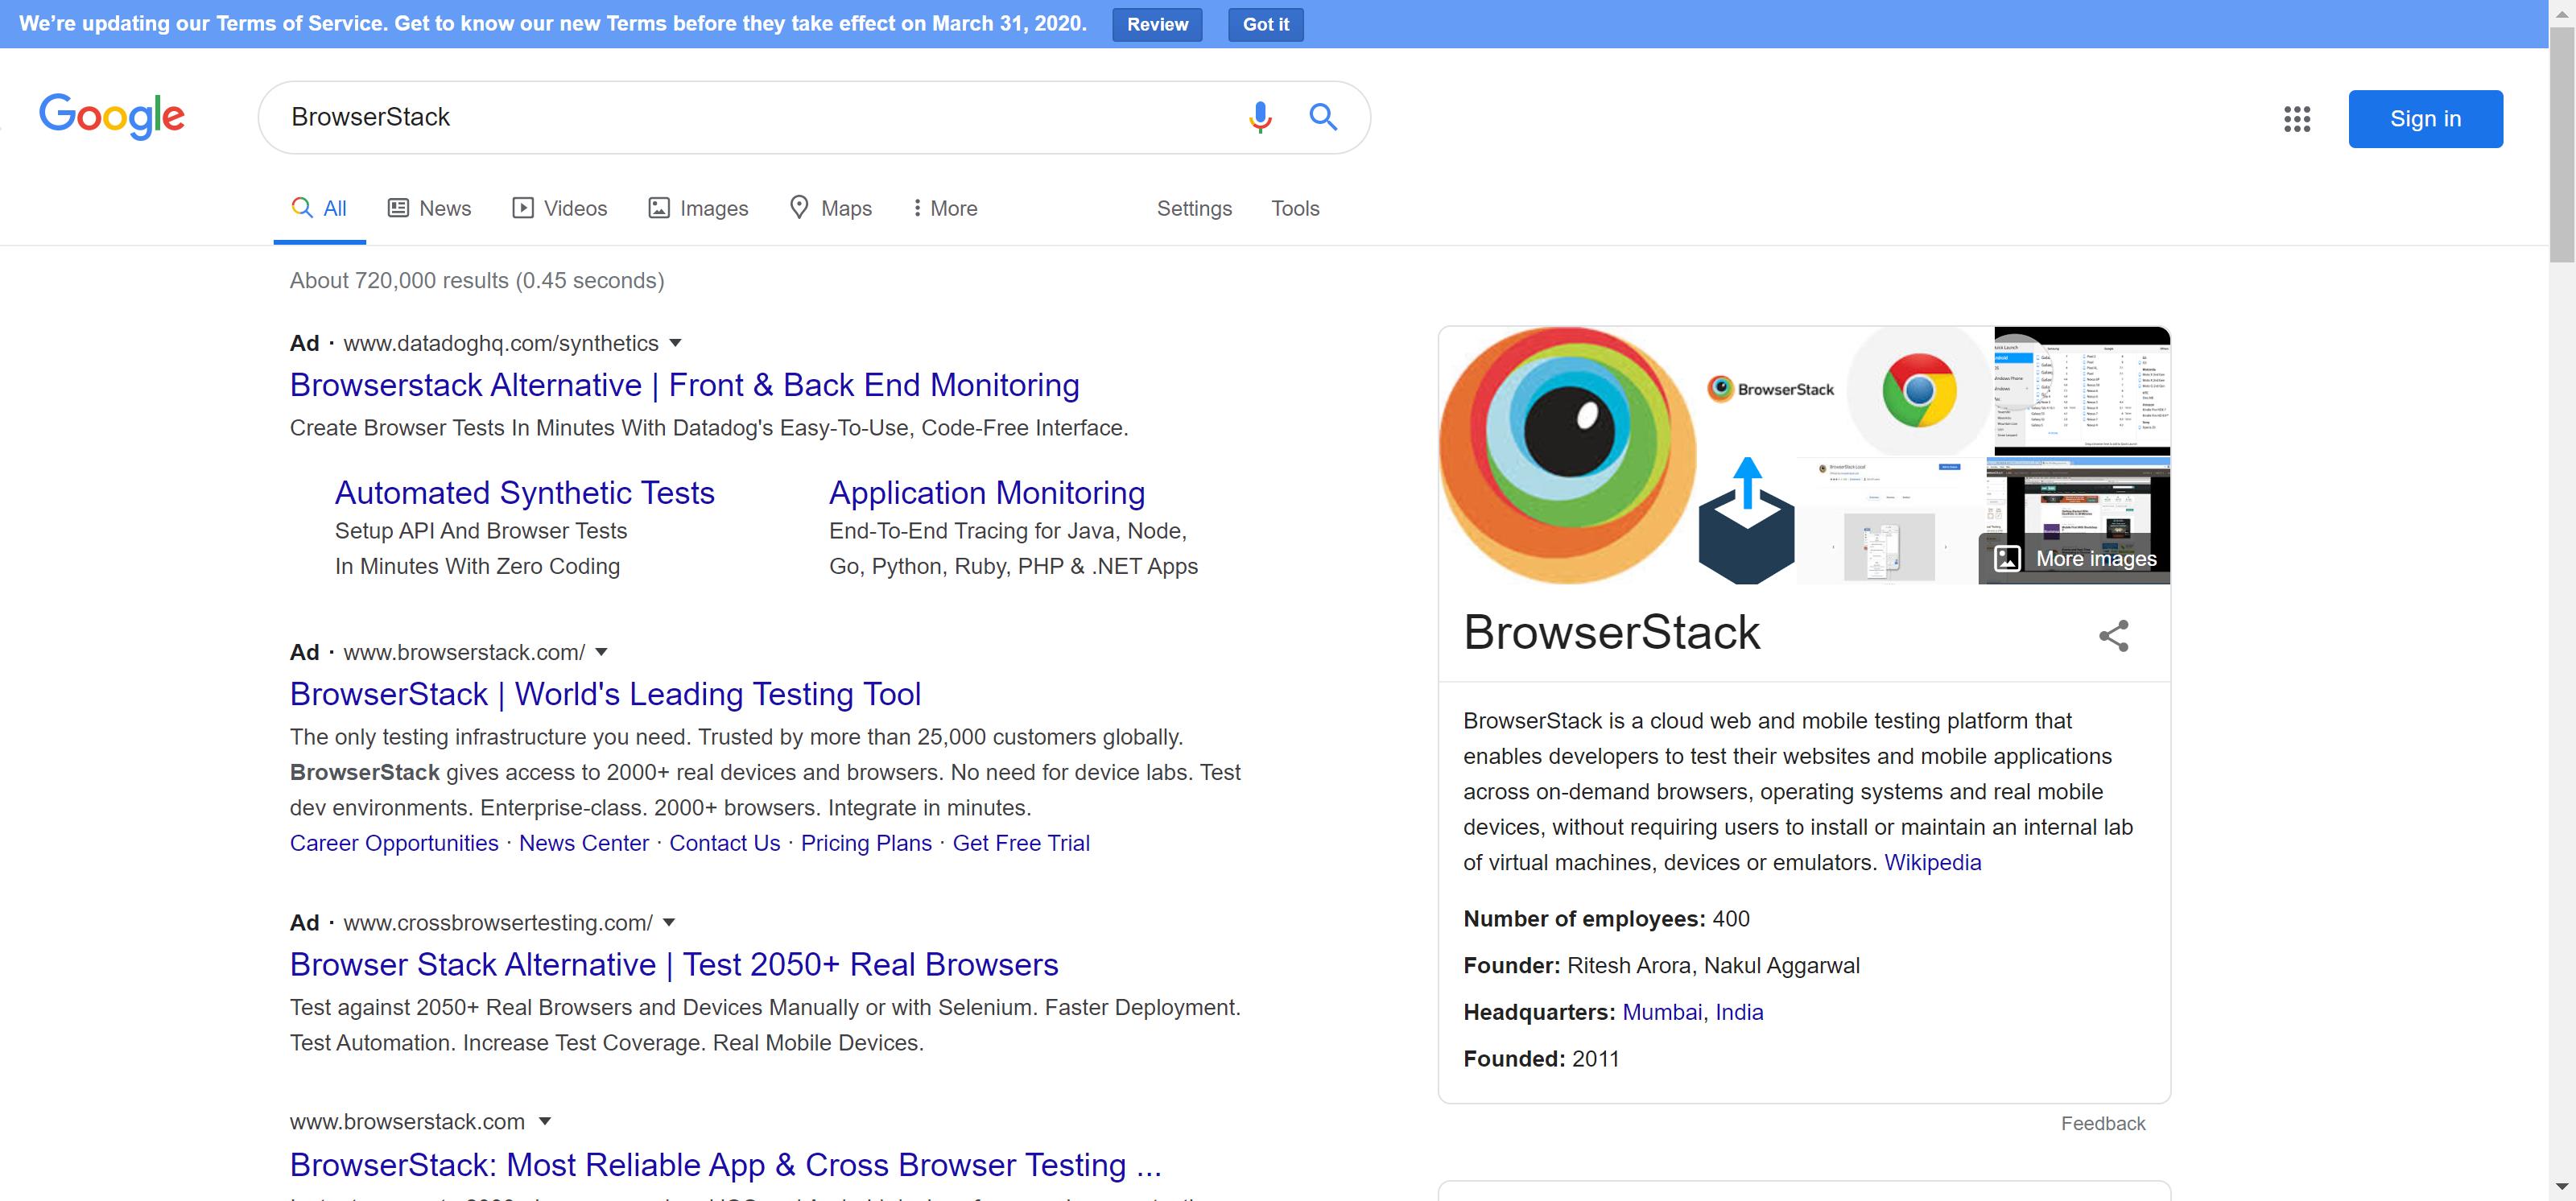 We’re updating our Terms of Service. Get to know our new Terms before they take effect on March 31, 2020. Review Got it
Google
BrowserStack
Sign in
All News Videos Images Maps More Settings Tools
About 720,000 results (0.45 seconds)
Ad · www.datadoghq.com/synthetics
Browserstack Alternative | Front & Back End Monitoring
Create Browser Tests In Minutes With Datadog's Easy-To-Use, Code-Free Interface.
Automated Synthetic Tests
Setup API And Browser Tests
In Minutes With Zero Coding
Application Monitoring
End-To-End Tracing for Java, Node,
Go, Python, Ruby, PHP & .NET Apps
Ad · www.browserstack.com/
BrowserStack | World's Leading Testing Tool
The only testing infrastructure you need. Trusted by more than 25,000 customers globally.
BrowserStack gives access to 2000+ real devices and browsers. No need for device labs. Test
dev environments. Enterprise-class. 2000+ browsers. Integrate in minutes.
Career Opportunities · News Center · Contact Us · Pricing Plans · Get Free Trial
Ad · www.crossbrowsertesting.com/
Browser Stack Alternative | Test 2050+ Real Browsers
Test against 2050+ Real Browsers and Devices Manually or with Selenium. Faster Deployment.
Test Automation. Increase Test Coverage. Real Mobile Devices.
www.browserstack.com
BrowserStack: Most Reliable App & Cross Browser Testing ...
BrowserStack
More images
BrowserStack
BrowserStack is a cloud web and mobile testing platform that
enables developers to test their websites and mobile applications
across on-demand browsers, operating systems and real mobile
devices, without requiring users to install or maintain an internal lab
of virtual machines, devices or emulators. Wikipedia
Number of employees: 400
Founder: Ritesh Arora, Nakul Aggarwal
Headquarters: Mumbai, India
Founded: 2011
Feedback